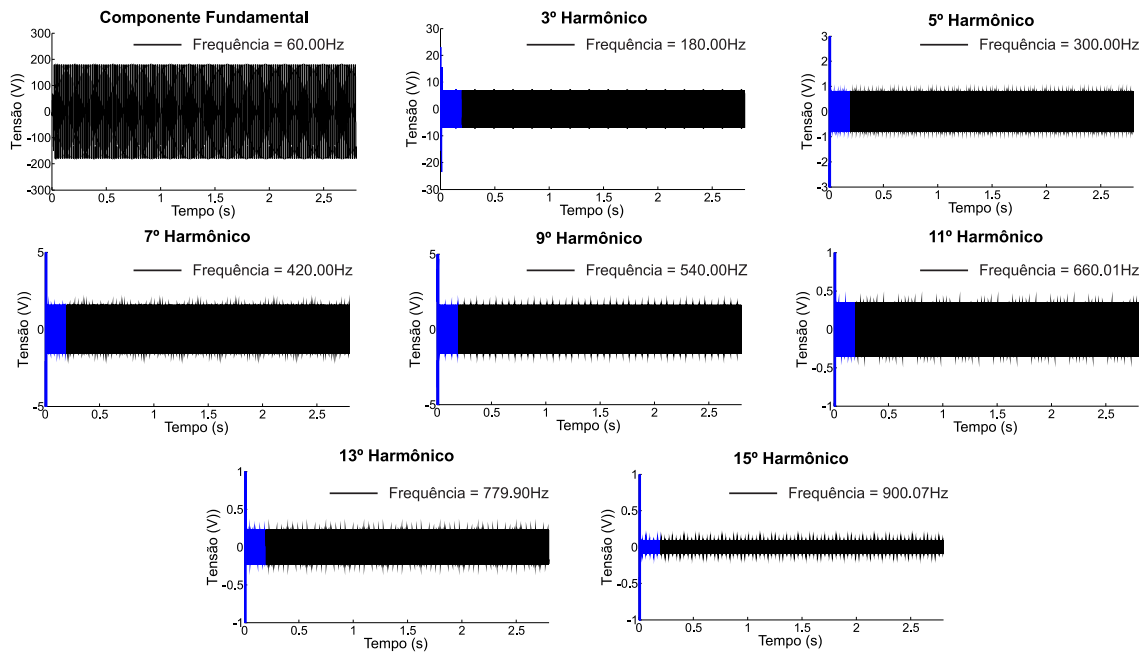 Componente Fundamental
Frequência = 60.00Hz
Tensão (V))
300
200
100
0
-100
-200
-300
0
0.5
1
1.5
2
2.5
Tempo (s)
3º Harmônico
Frequência = 180.00Hz
Tensão (V))
30
20
10
0
-10
-20
30
0
0.5
1
1.5
2
2.5
Tempo (s)
5º Harmônico
Frequência = 300.00Hz
Tensão (V))
3
2
1
0
-1
-2
-3
0
0.5
1
1.5
2
2.5
Tempo (s)
7º Harmônico
Frequência = 420.00Hz
Tensão (V))
5
0
-5
0
0.5
1
1.5
2
2.5
Tempo (s)
9º Harmônico
Frequência = 540.00HZ
Tensão (V))
5
0
-5
0
0.5
1
1.5
2
2.5
Tempo (s)
11º Harmônico
Frequência = 660.01Hz
Tensão (V))
1
0.5
0
-0.5
-1
0
0.5
1
1.5
2
2.5
Tempo (s)
13º Harmônico
Frequência = 779.90Hz
Tensão (V))
1
0.5
0
-0.5
-1
0
0.5
1
1.5
2
2.5
Tempo (s)
15º Harmônico
Frequência = 900.07Hz
Tensão (V))
1
0.5
0
-0.5
-1
0
0.5
1
1.5
2
2.5
Tempo (s)